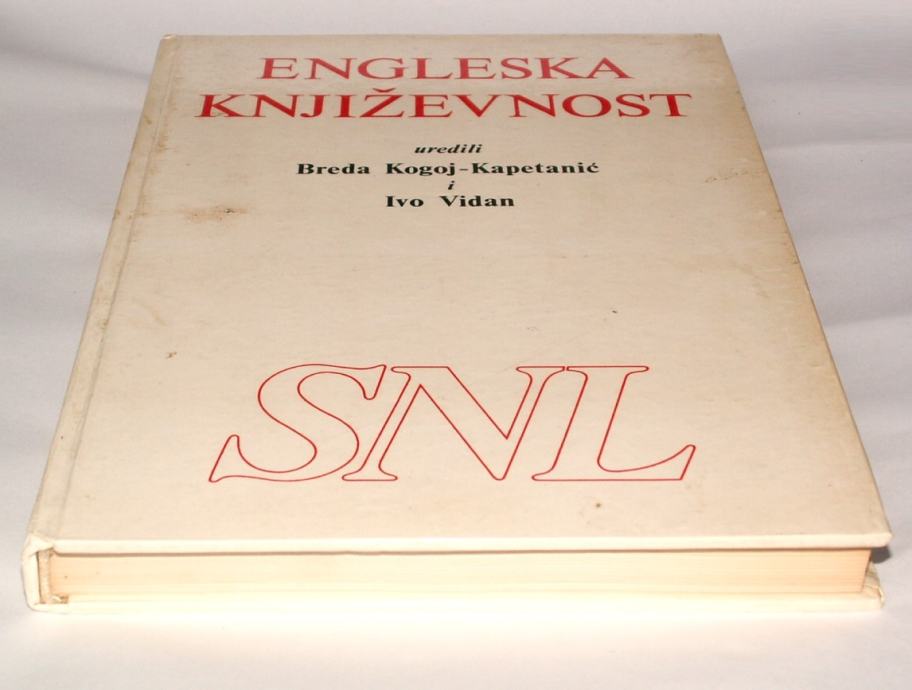 ENGLESKA
KNJIŽEVNOST
uredili
Breda Kogoj-Kapetanić
i
Ivo Vidan
SNL